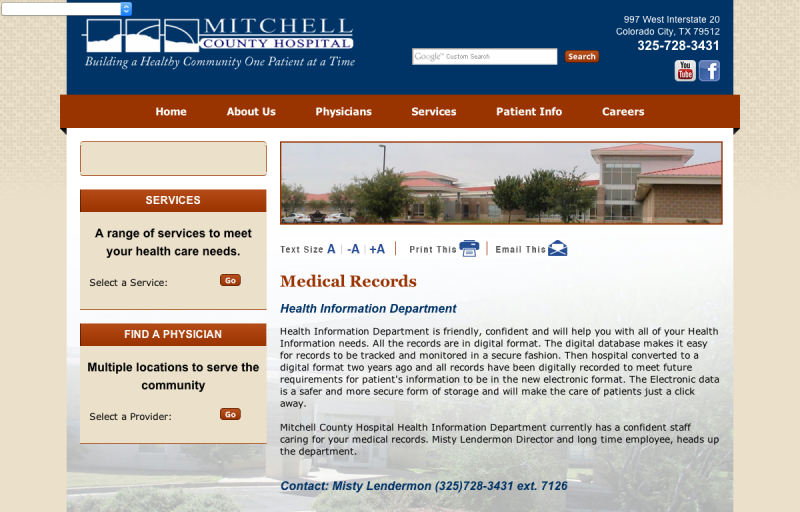 MITCHELL
COUNTY HOSPITAL
Building a Healthy Community One Patient at a Time
997 West Interstate 20
Colorado City, TX 79512
325-728-3431
Google™ Custom Search
Search
You Tube
f
Home
About Us
Physicians
Services
Patient Info
Careers
SERVICES
A range of services to meet
your health care needs.
Select a Service:
Go
FIND A PHYSICIAN
Multiple locations to serve the
community
Select a Provider:
Go
Text Size A | -A | +A
Print This
Email This
Medical Records
Health Information Department
Health Information Department is friendly, confident and will help you with all of your Health
Information needs. All the records are in digital format. The digital database makes it easy
for records to be tracked and monitored in a secure fashion. Then hospital converted to a
digital format two years ago and all records have been digitally recorded to meet future
requirements for patient's information to be in the new electronic format. The Electronic data
is a safer and more secure form of storage and will make the care of patients just a click
away.
Mitchell County Hospital Health Information Department currently has a confident staff
caring for your medical records. Misty Lendermon Director and long time employee, heads up
the department.
Contact: Misty Lendermon (325)728-3431 ext. 7126